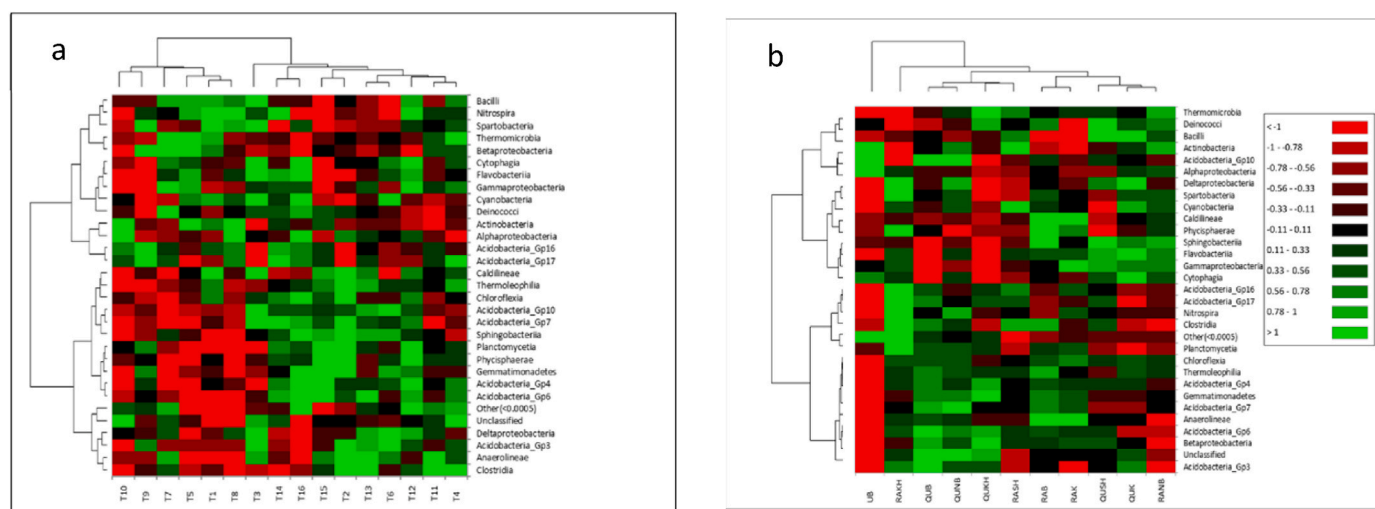 a
Bacilli
Nitrospira
Spartobacteria
Thermomicrobia
Betaproteobacteria
Cytophagia
Flavobacteriia
Gammaproteobacteria
Cyanobacteria
Deinococci
Actinobacteria
Alphaproteobacteria
Acidobacteria_Gp16
Acidobacteria_Gp17
Caldilineae
Thermoleophilia
Chloroflexia
Acidobacteria_Gp10
Acidobacteria_Gp7
Sphingobacteriia
Planctomycetia
Phycisphaerae
Gemmatimonadetes
Acidobacteria_Gp4
Acidobacteria_Gp6
Other(<0.0005)
Unclassified
Deltaproteobacteria
Acidobacteria_Gp3
Anaerolineae
Clostridia
T10 T9 T7 T5 T1 T8 T3 T14 T16 T15 T2 T13 T6 T12 T11 T4
b
Thermomicrobia
Deinococci
Bacilli
Actinobacteria
Acidobacteria_Gp10
Alphaproteobacteria
Deltaproteobacteria
Spartobacteria
Cyanobacteria
Caldilineae
Phycisphaerae
Sphingobacteriia
Flavobacteriia
Gammaproteobacteria
Cytophagia
Acidobacteria_Gp16
Acidobacteria_Gp17
Nitrospira
Clostridia
Other(<0.0005)
Planctomycetia
Chloroflexia
Thermoleophilia
Acidobacteria_Gp4
Gemmatimonadetes
Acidobacteria_Gp7
Anaerolineae
Acidobacteria_Gp6
Betaproteobacteria
Unclassified
Acidobacteria_Gp3
UB RAKH QUB QUNB QUKH RASH RAB RAK QUSH QUK RANB
< -1
-1 - -0.78
-0.78 - -0.56
-0.56 - -0.33
-0.33 - -0.11
-0.11 - 0.11
0.11 - 0.33
0.33 - 0.56
0.56 - 0.78
0.78 - 1
> 1